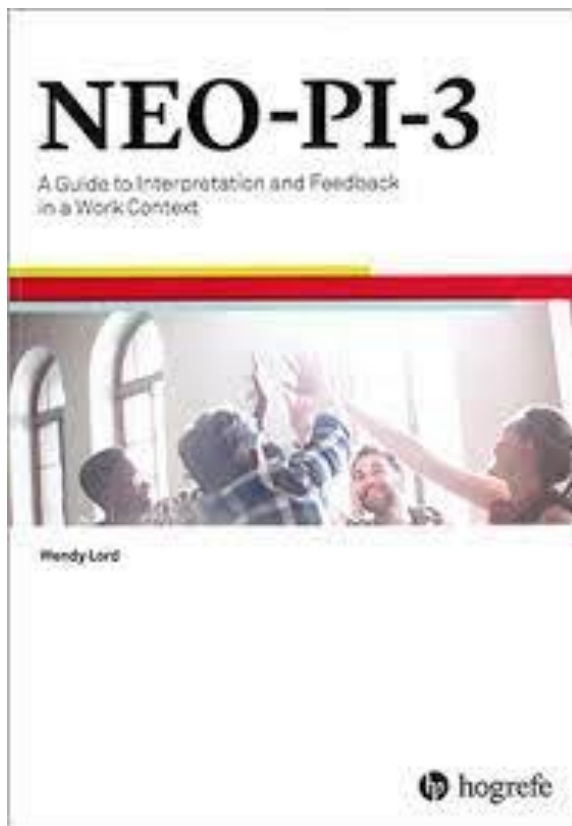 NEO-PI-3
A Guide to Interpretation and Feedback
in a Work Context
Wendy Lord
hogrefe